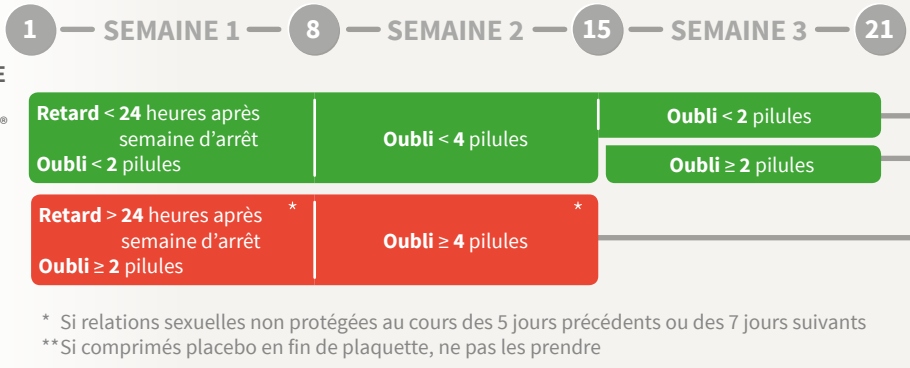 1 SEMAINE 1 8 SEMAINE 2 15 SEMAINE 3 21
E
®
Retard < 24 heures après
semaine d'arrêt
Oubli < 2 pilules
Oubli < 4 pilules
Oubli < 2 pilules
Oubli ≥ 2 pilules
Retard > 24 heures après *
semaine d'arrêt
Oubli ≥ 2 pilules
Oubli ≥ 4 pilules *
* Si relations sexuelles non protégées au cours des 5 jours précédents ou des 7 jours suivants
**Si comprimés placebo en fin de plaquette, ne pas les prendre